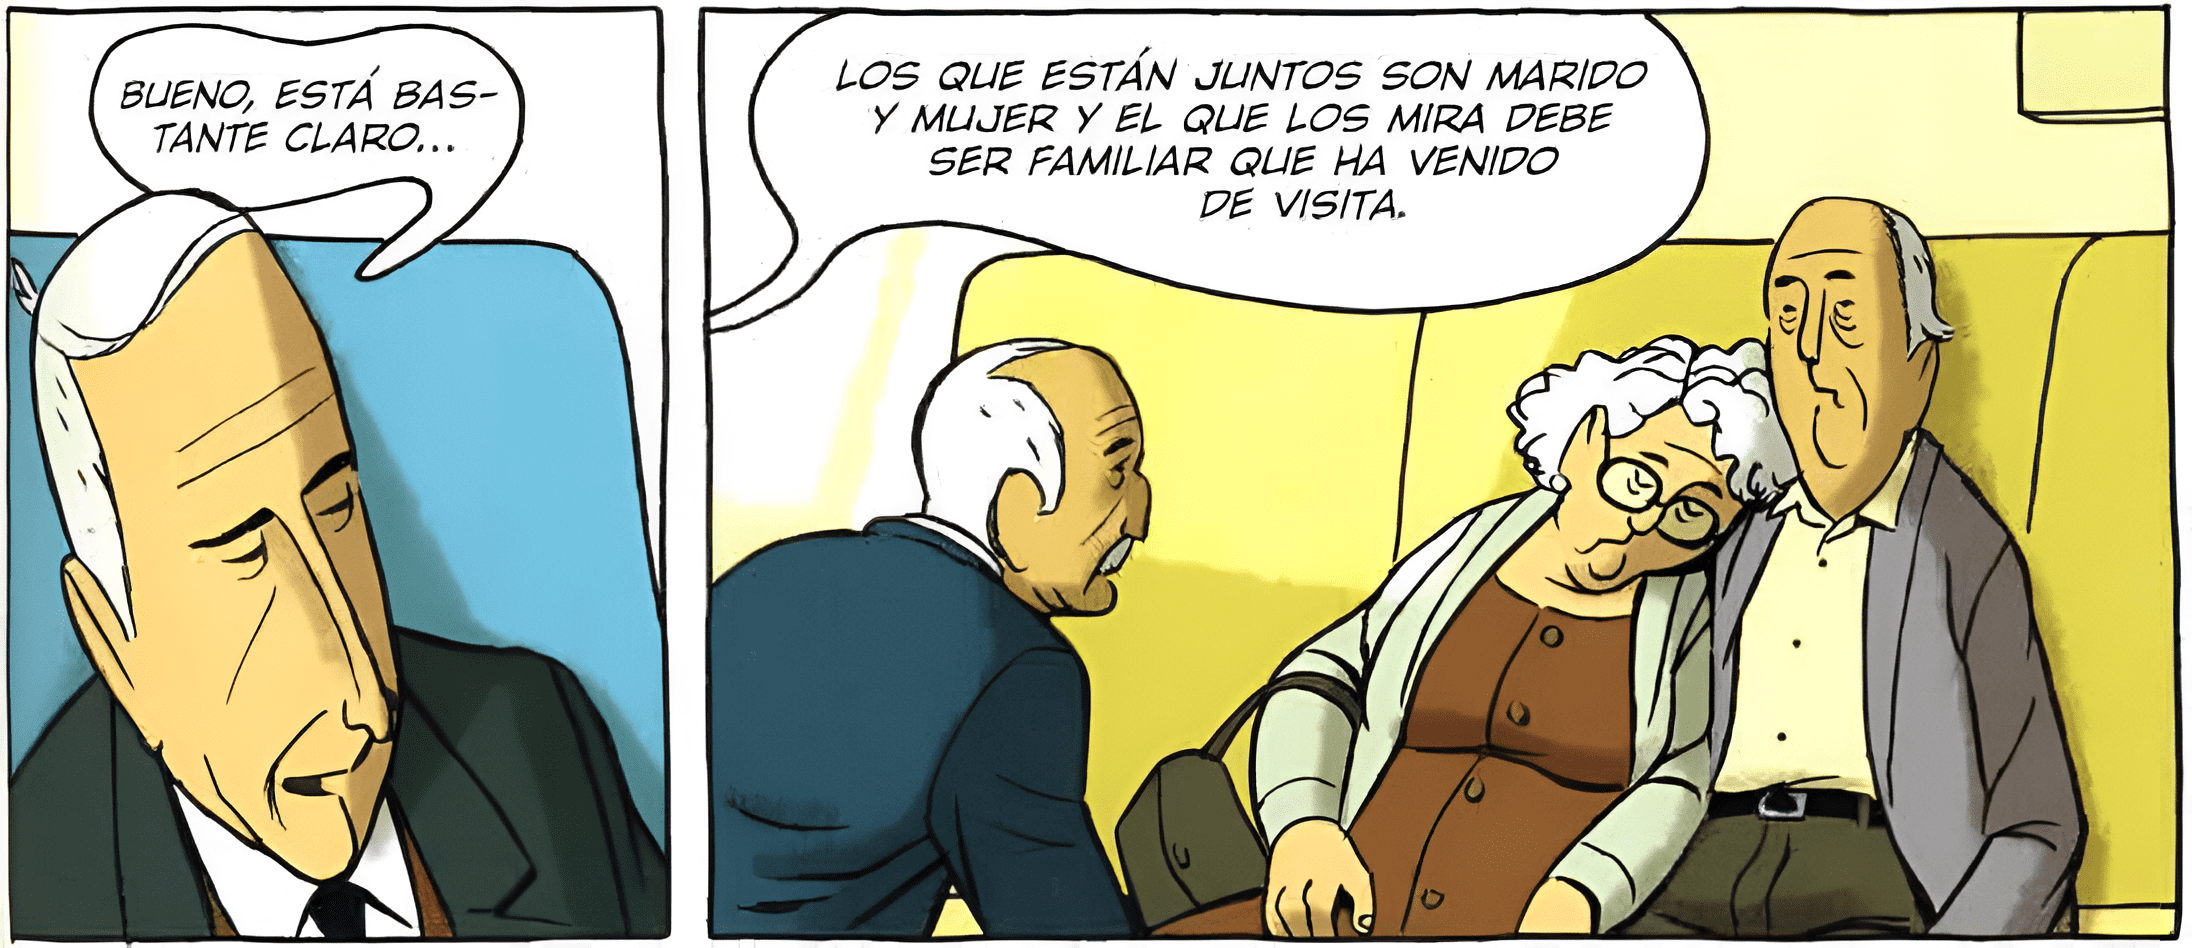 BUENO, ESTÁ BAS-
TANTE CLARO...
LOS QUE ESTÁN JUNTOS SON MARIDO
Y MUJER Y EL QUE LOS MIRA DEBE
SER FAMILIAR QUE HA VENIDO
DE VISITA.